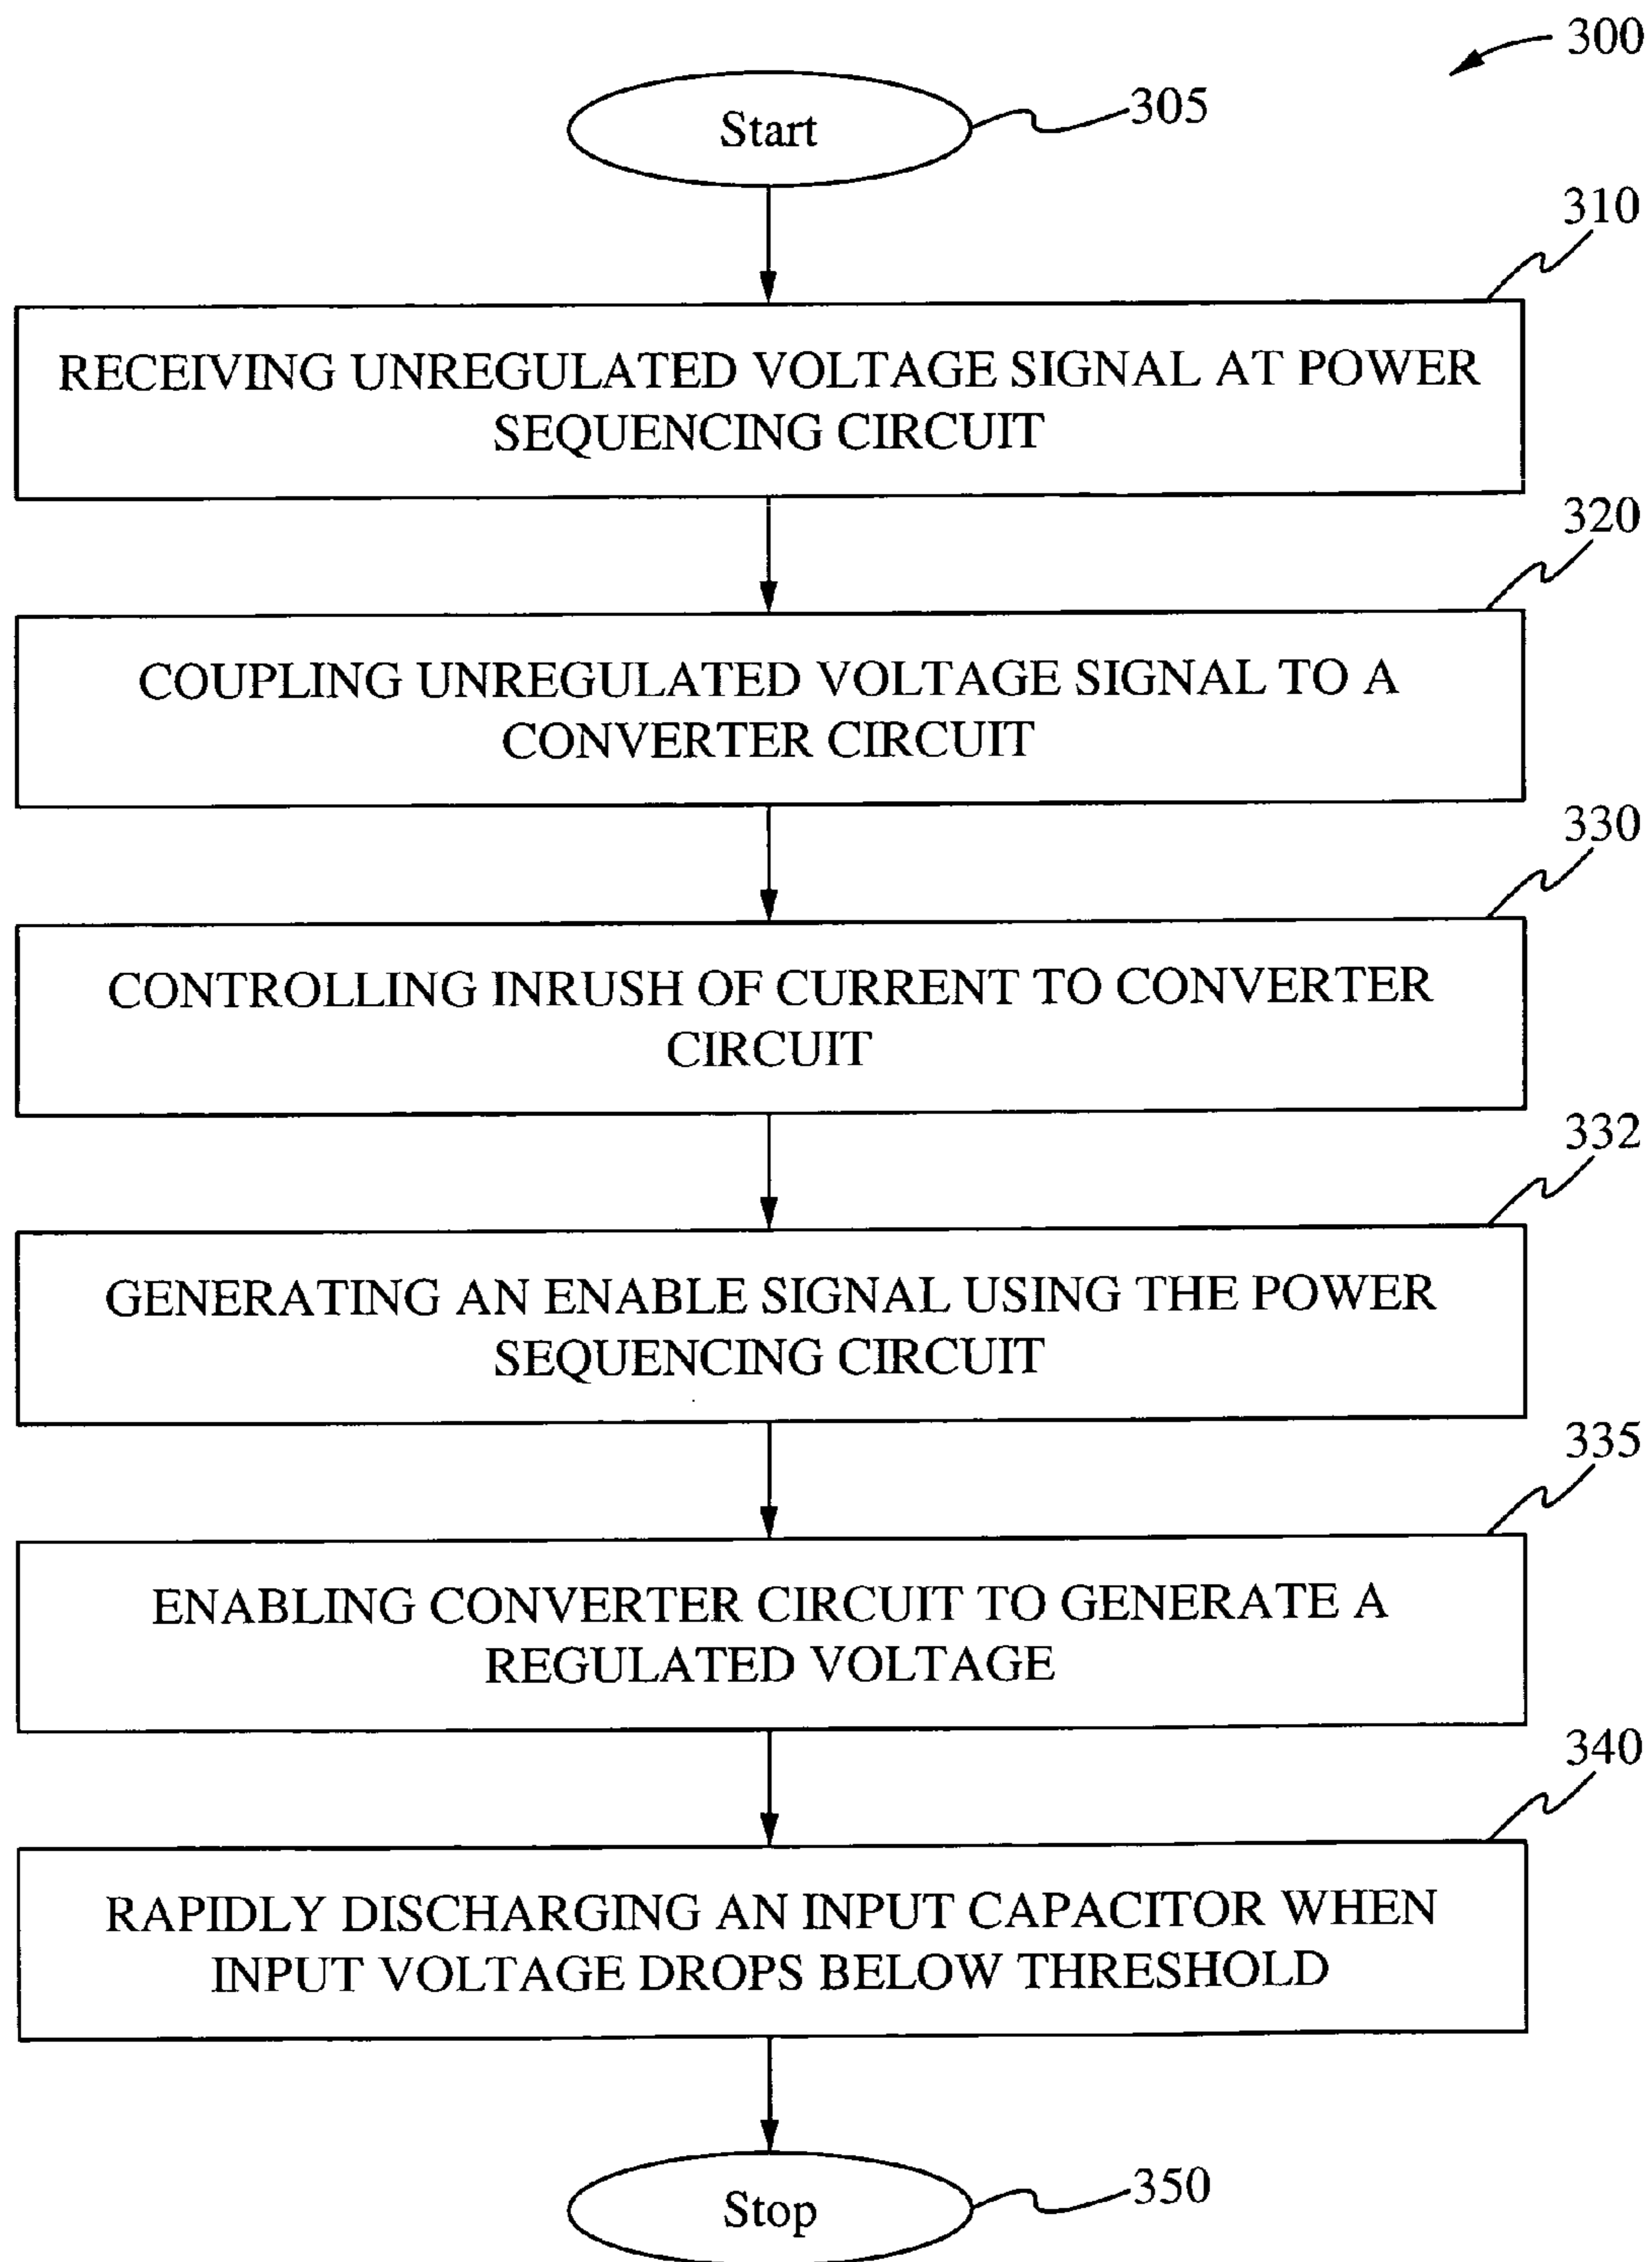 300
Start
305
310
RECEIVING UNREGULATED VOLTAGE SIGNAL AT POWER
SEQUENCING CIRCUIT
320
COUPLING UNREGULATED VOLTAGE SIGNAL TO A
CONVERTER CIRCUIT
330
CONTROLLING INRUSH OF CURRENT TO CONVERTER
CIRCUIT
332
GENERATING AN ENABLE SIGNAL USING THE POWER
SEQUENCING CIRCUIT
335
ENABLING CONVERTER CIRCUIT TO GENERATE A
REGULATED VOLTAGE
340
RAPIDLY DISCHARGING AN INPUT CAPACITOR WHEN
INPUT VOLTAGE DROPS BELOW THRESHOLD
Stop
350